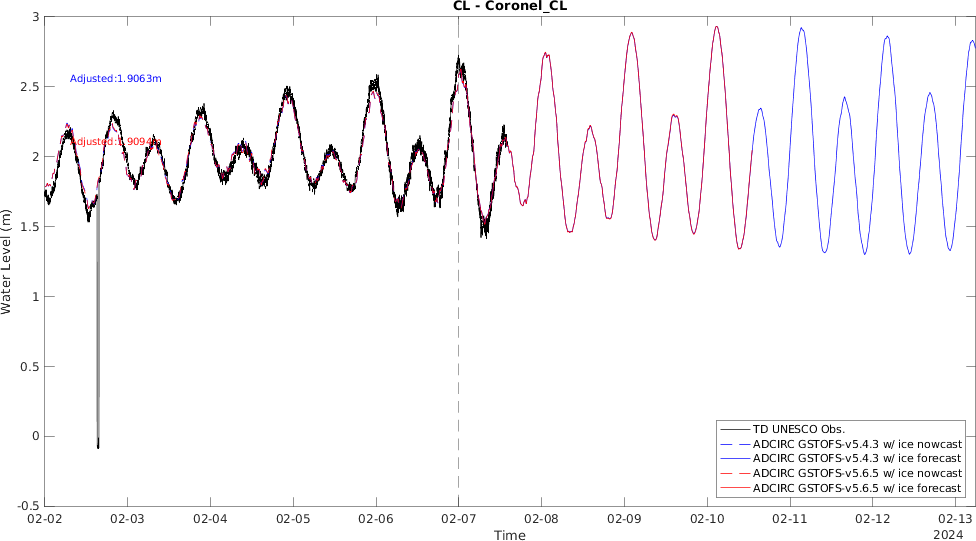 CL - Coronel_CL
Water Level (m)
3
2.5
2
1.5
1
0.5
0
-0.5
Adjusted:1.9063m
Adjusted:1.9094m
TD UNESCO Obs.
ADCIRC GSTOFS-v5.4.3 w/ ice nowcast
ADCIRC GSTOFS-v5.4.3 w/ ice forecast
ADCIRC GSTOFS-v5.6.5 w/ ice nowcast
ADCIRC GSTOFS-v5.6.5 w/ ice forecast
02-02 02-03 02-04 02-05 02-06 02-07 02-08 02-09 02-10 02-11 02-12 02-13
Time
2024